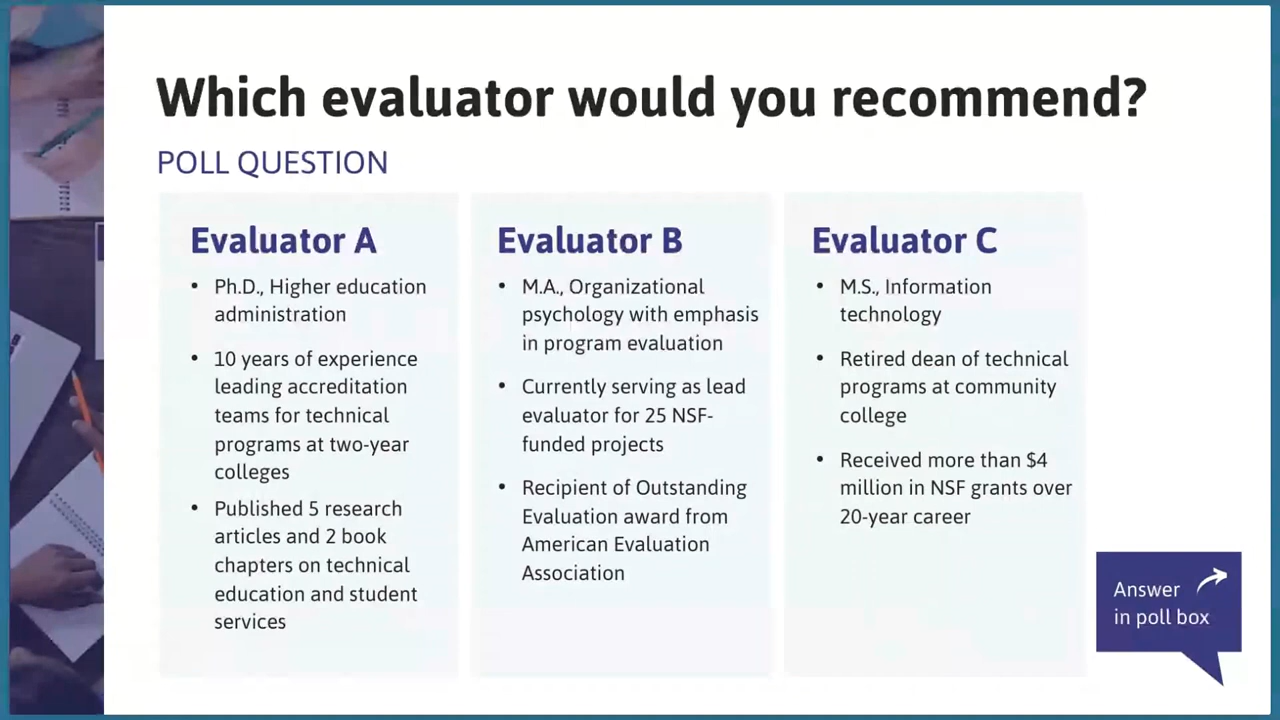 Which evaluator would you recommend?
POLL QUESTION
Evaluator A
• Ph.D., Higher education
administration
• 10 years of experience
leading accreditation
teams for technical
programs at two-year
colleges
• Published 5 research
articles and 2 book
chapters on technical
education and student
services
Evaluator B
• M.A., Organizational
psychology with emphasis
in program evaluation
• Currently serving as lead
evaluator for 25 NSF-
funded projects
• Recipient of Outstanding
Evaluation award from
American Evaluation
Association
Evaluator C
• M.S., Information
technology
• Retired dean of technical
programs at community
college
• Received more than $4
million in NSF grants over
20-year career
Answer
in poll box